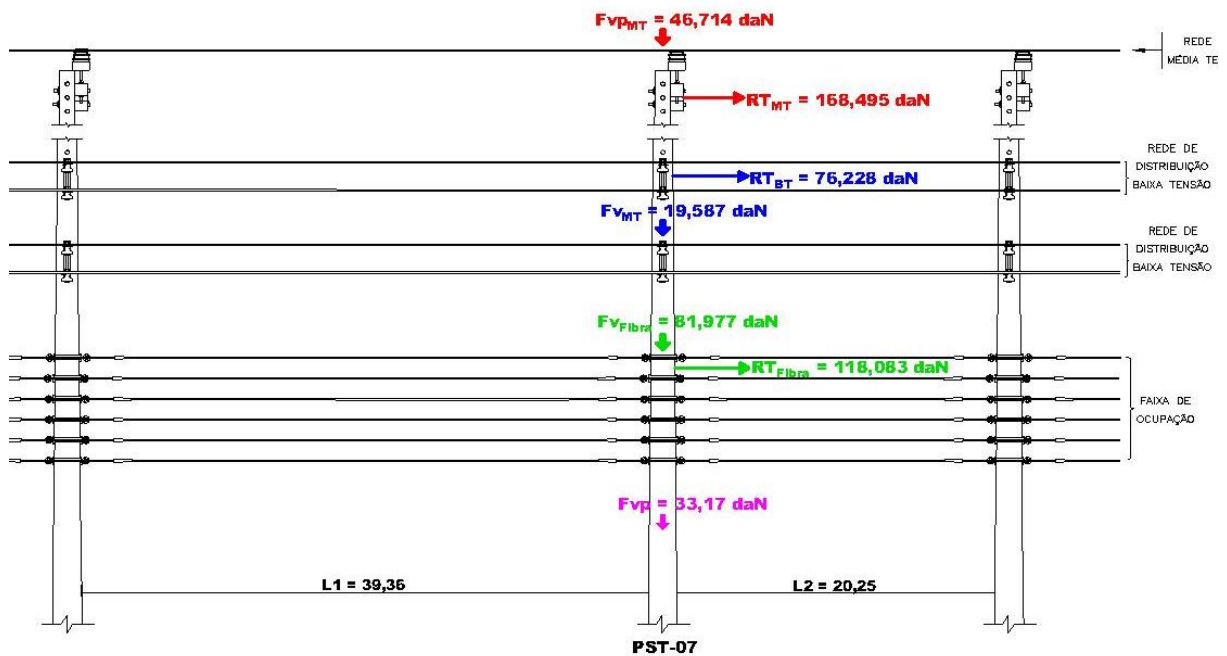 FvpMT = 46,714 daN
REDE
MÉDIA TE
RTMT = 168,495 daN
REDE DE
DISTRIBUIÇÃO
BAIXA TENSÃO
RTBT = 76,228 daN
FvMT = 19,587 daN
REDE DE
DISTRIBUIÇÃO
BAIXA TENSÃO
FvFibra = 81,977 daN
RTFibra = 118,083 daN
FAIXA DE
OCUPAÇÃO
Fvp = 33,17 daN
L1 = 39,36
L2 = 20,25
PST-07